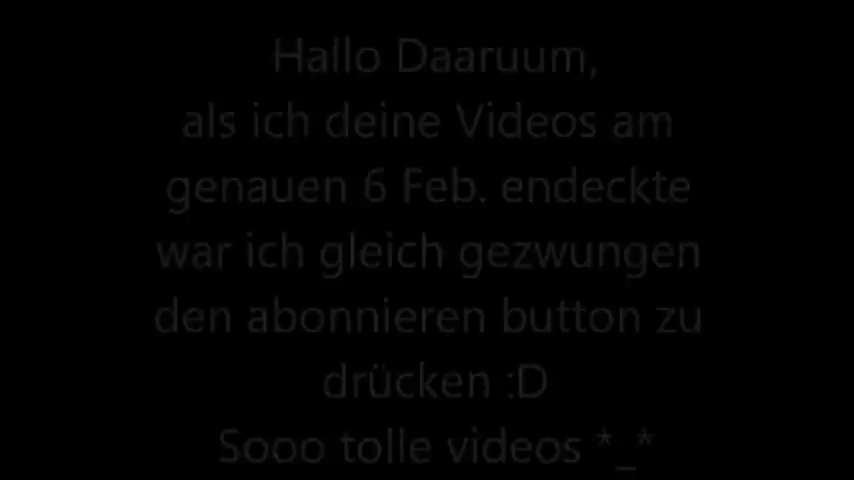 Hallo Daaruum,
als ich deine Videos am
genauen 6 Feb. endeckte
war ich gleich gezwungen
den abonnieren button zu
drücken :D
Sooo tolle videos *_*